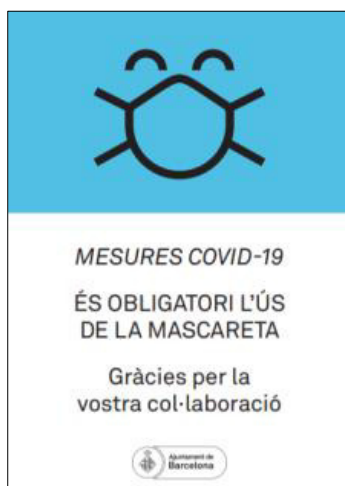 MESURES COVID-19
ÉS OBLIGATORI L'ÚS
DE LA MASCARETA
Gràcies per la
vostra col·laboració
Ajuntament de
Barcelona